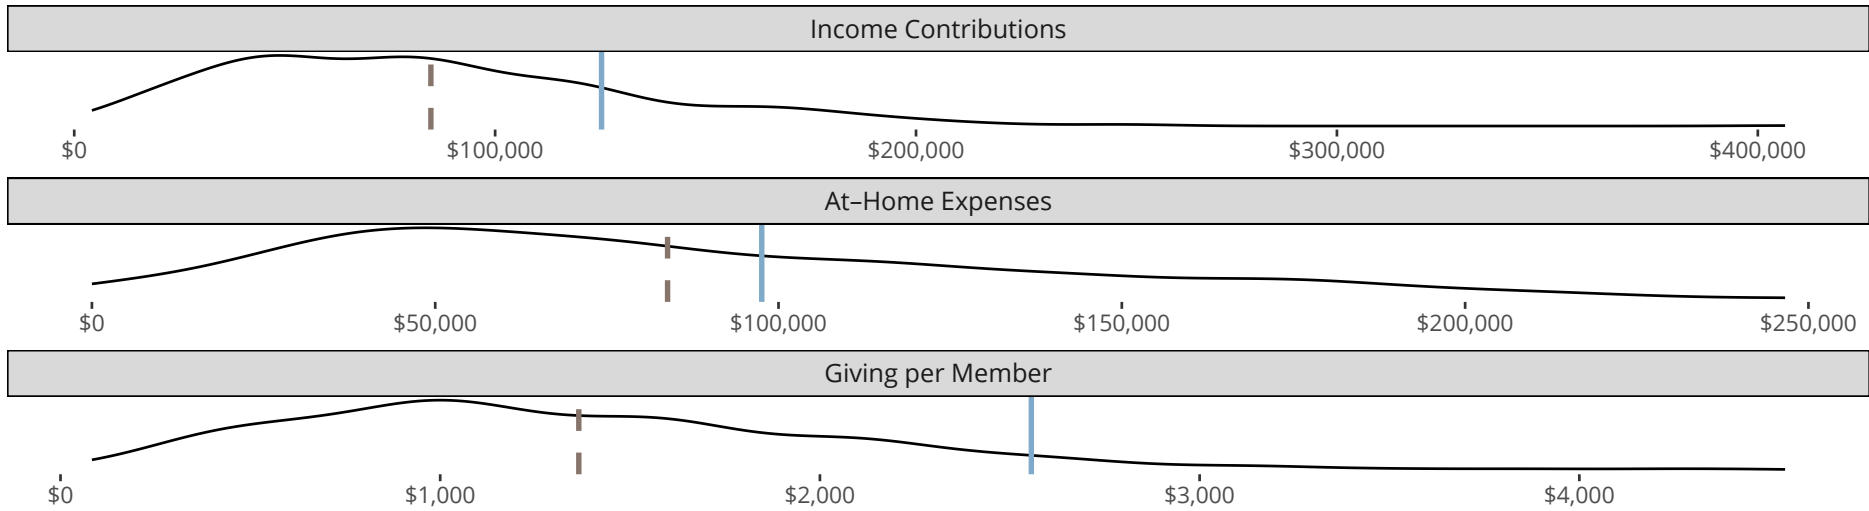 Income Contributions
$0 $100,000 $200,000 $300,000 $400,000
At–Home Expenses
$0 $50,000 $100,000 $150,000 $200,000 $250,000
Giving per Member
$0 $1,000 $2,000 $3,000 $4,000